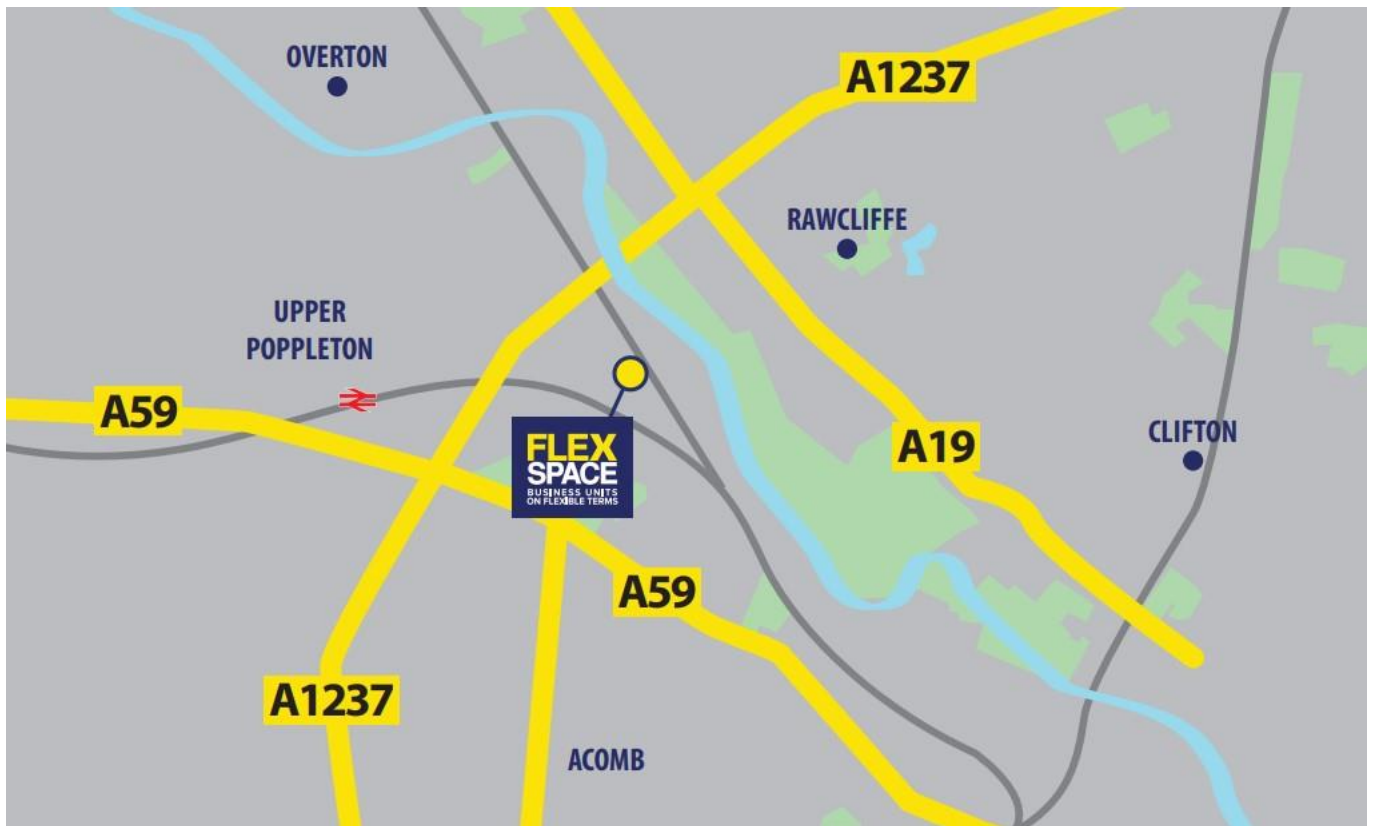 OVERTON
A1237
RAWCLIFFE
UPPER
POPPLETON
A59
A19
CLIFTON
FLEX
SPACE
BUSINESS UNITS
ON FLEXIBLE TERMS
A59
A1237
ACOMB